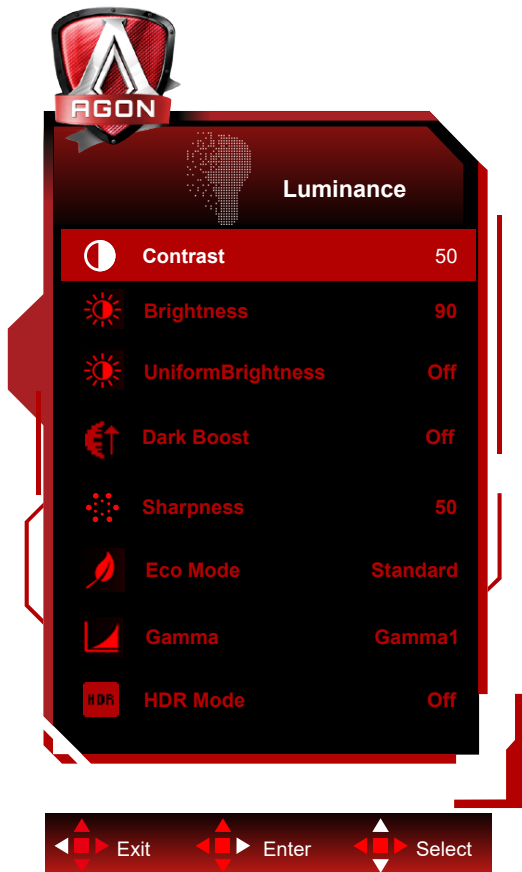 AGON
Luminance
Contrast 50
Brightness 90
UniformBrightness Off
Dark Boost Off
Sharpness 50
Eco Mode Standard
Gamma Gamma1
HDR HDR Mode Off
Exit Enter Select